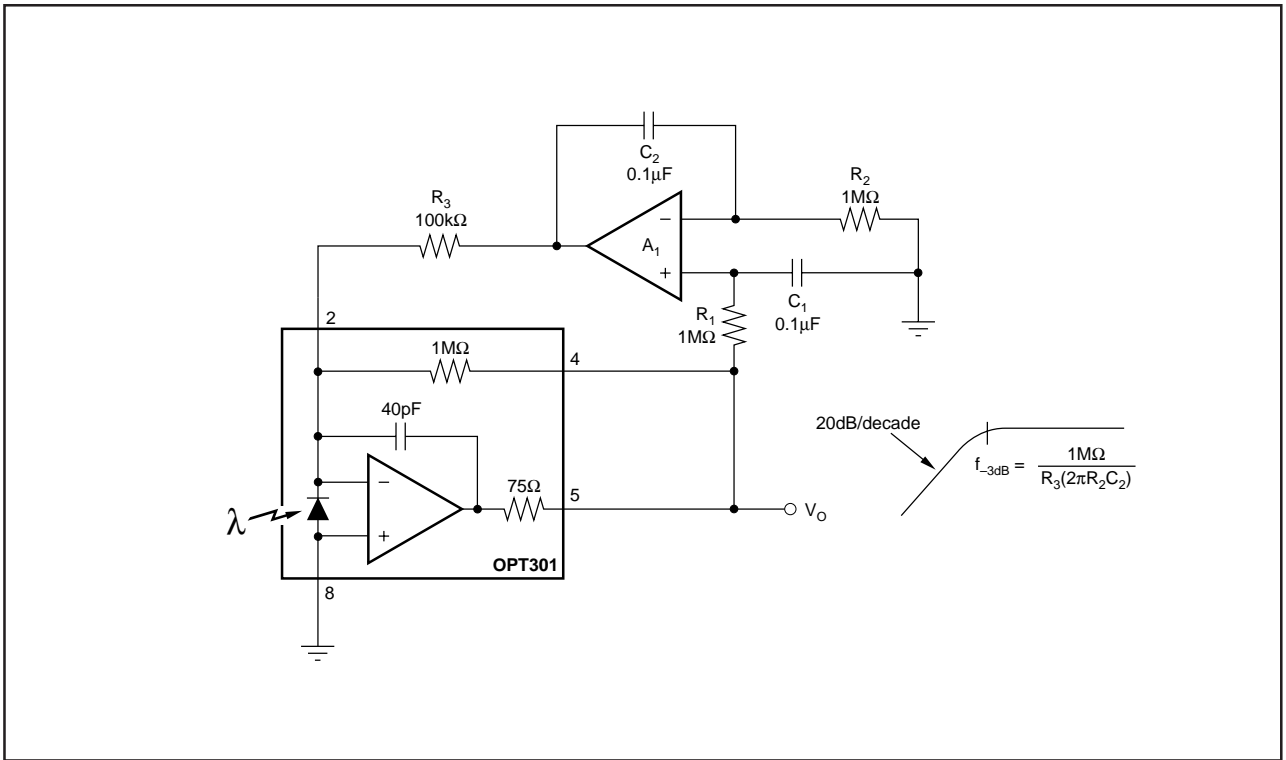 C2
0.1µF
R2
1MΩ
R3
100kΩ
–
A1
+
C1
0.1µF
R1
1MΩ
2
1MΩ
4
40pF
20dB/decade
f–3dB = 1MΩ
R3(2πR2C2)
–
75Ω
5
VO
λ
+
OPT301
8